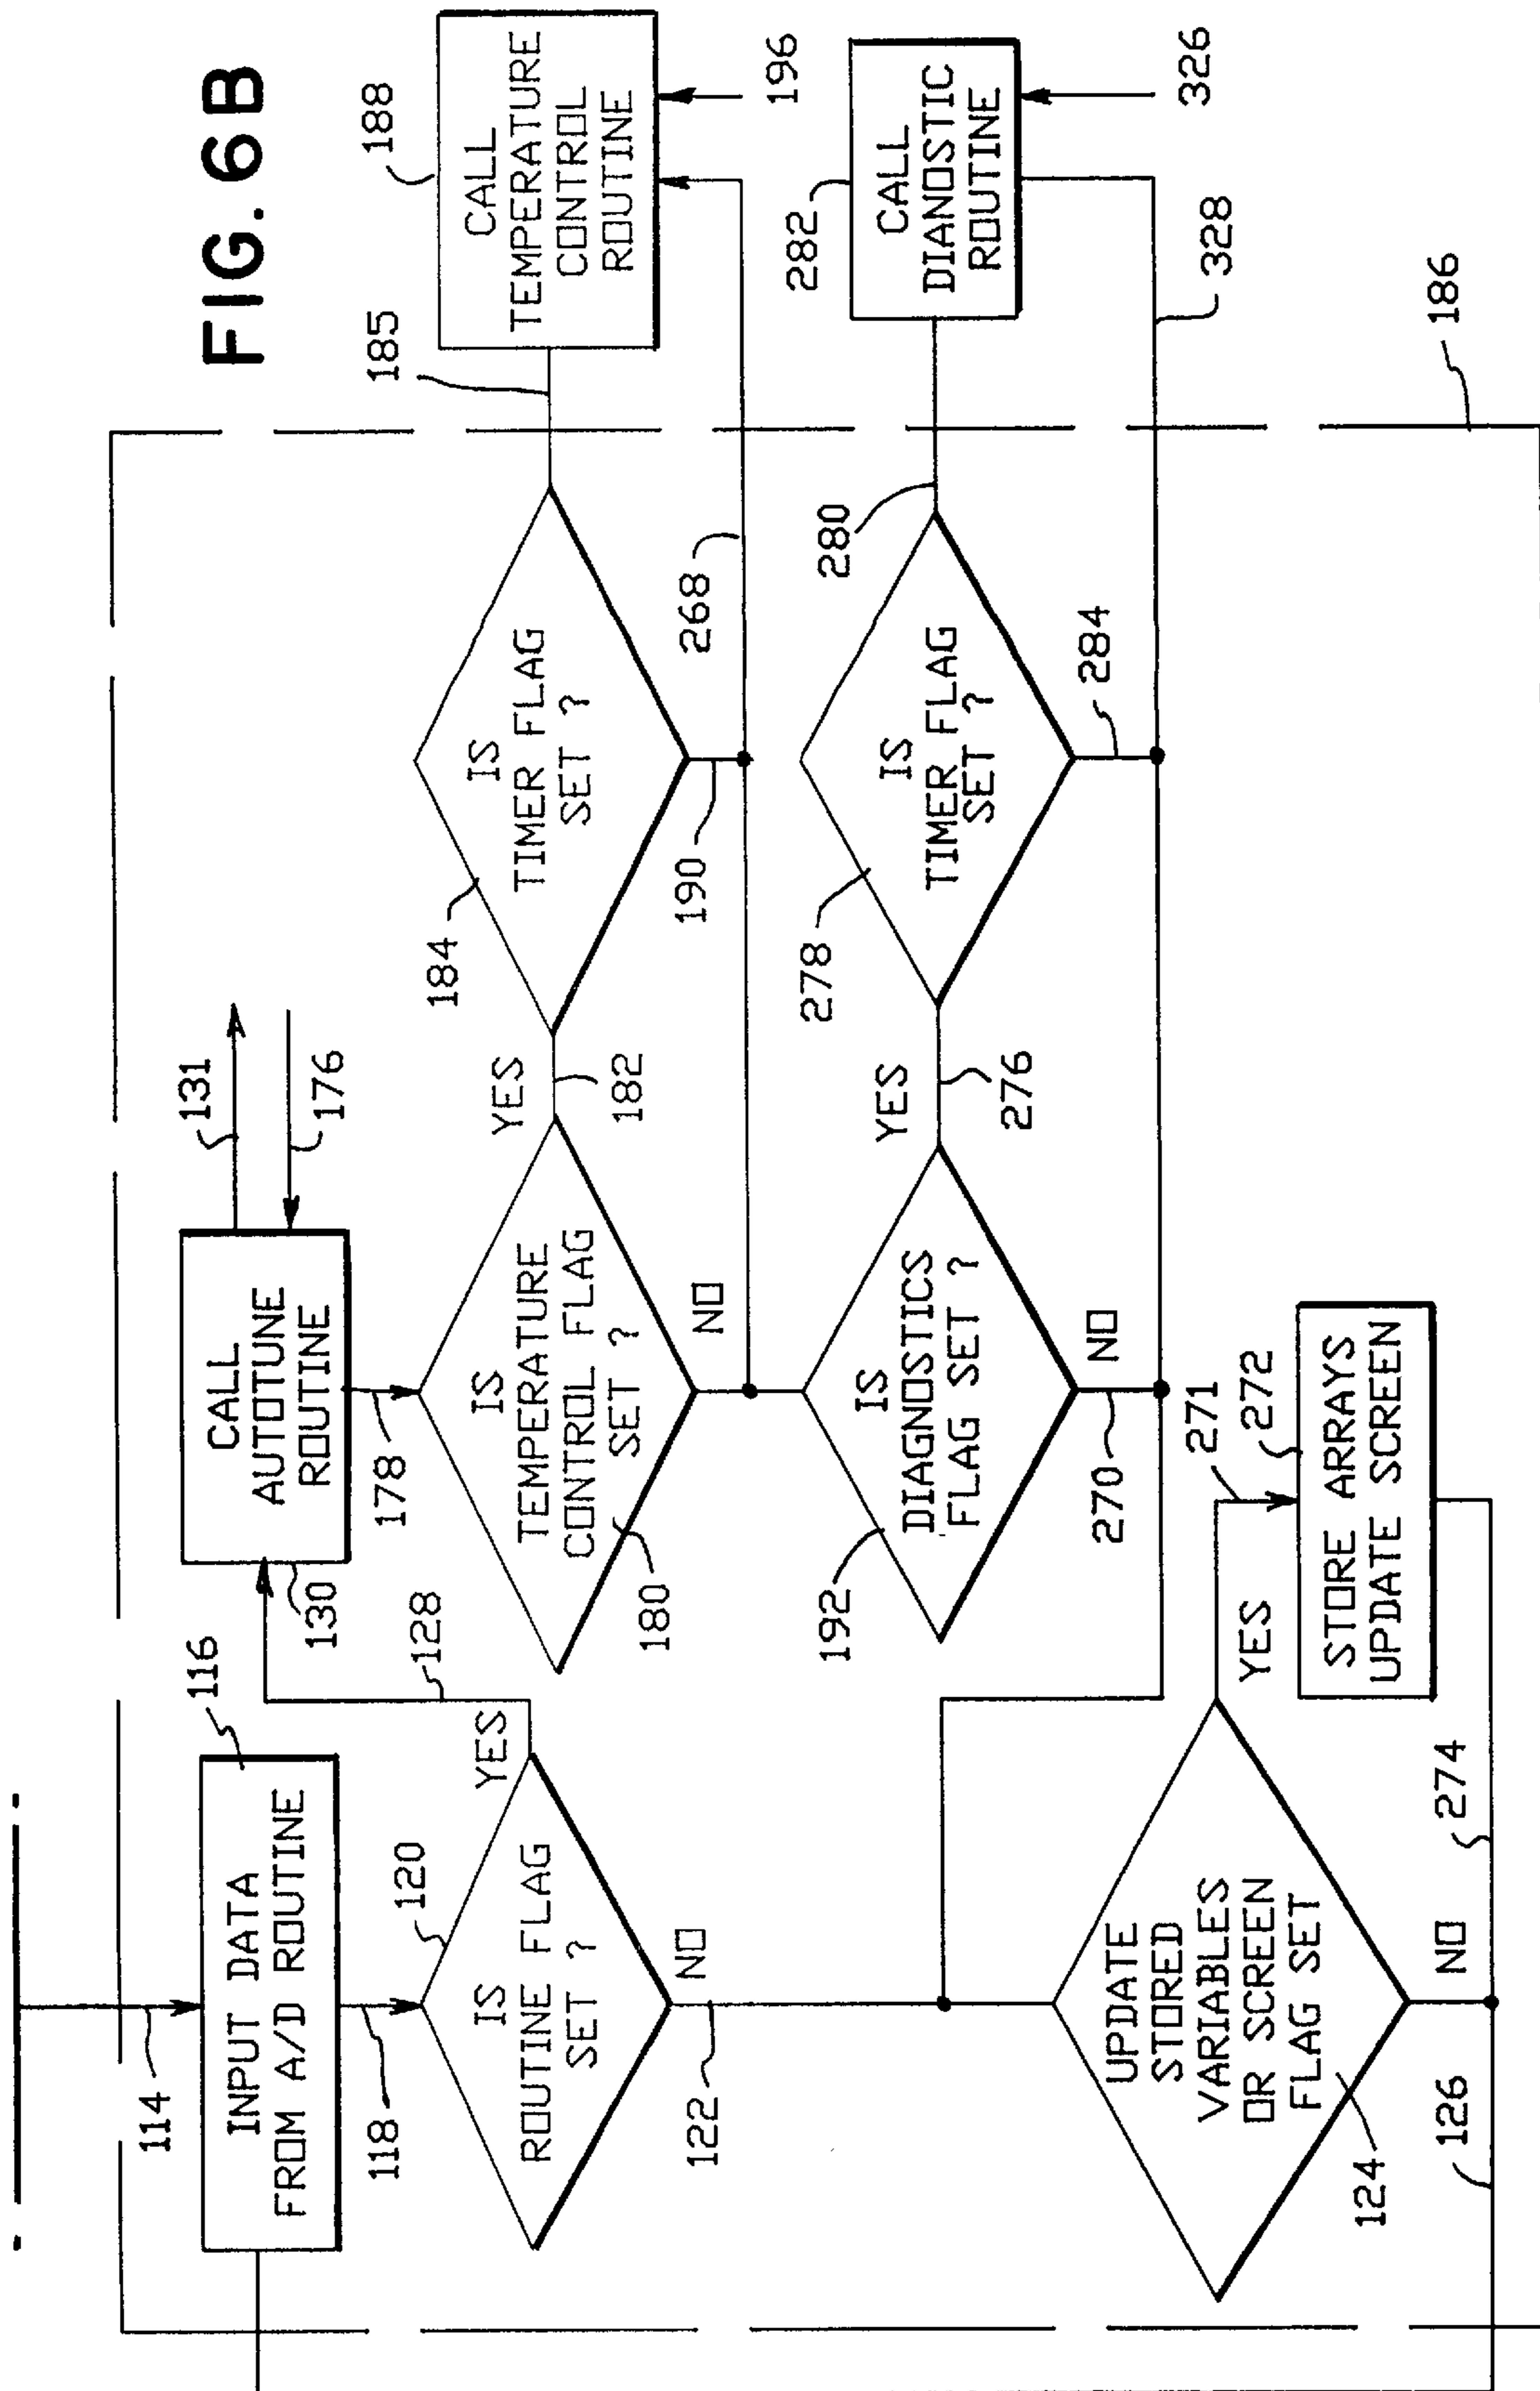 FIG. 6B
114
INPUT DATA
FROM A/D ROUTINE
116
118
IS
ROUTINE FLAG
SET ?
120
YES
NO
122
128
CALL
AUTOTUNE
ROUTINE
130
131
176
178
IS
TEMPERATURE
CONTROL FLAG
SET ?
180
YES
NO
182
IS
TIMER FLAG
SET ?
184
185
190
268
CALL
TEMPERATURE
CONTROL
ROUTINE
188
196
IS
DIAGNOSTICS
FLAG SET ?
192
YES
NO
270
276
IS
TIMER FLAG
SET ?
278
280
284
CALL
DIANOSTIC
ROUTINE
282
326
328
UPDATE
STORED
VARIABLES
OR SCREEN
FLAG SET
124
YES
NO
126
271
STORE ARRAYS
UPDATE SCREEN
272
274
186